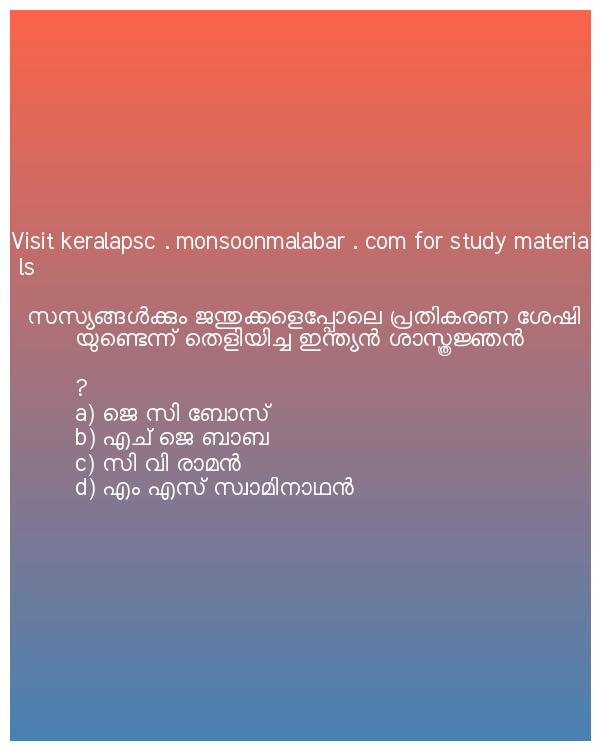 Visit keralapsc . monsoonmalabar . com for study materia
ls
സസ്യങ്ങൾക്കും ജന്തുക്കളെപ്പോലെ പ്രതികരണ ശേഷി
യുണ്ടെന്ന് തെളിയിച്ച ഇന്ത്യൻ ശാസ്ത്രജ്ഞൻ
?
a) ജെ സി ബോസ്
b) എച് ജെ ബാബ
c) സി വി രാമൻ
d) എം എസ് സ്വാമിനാഥൻ